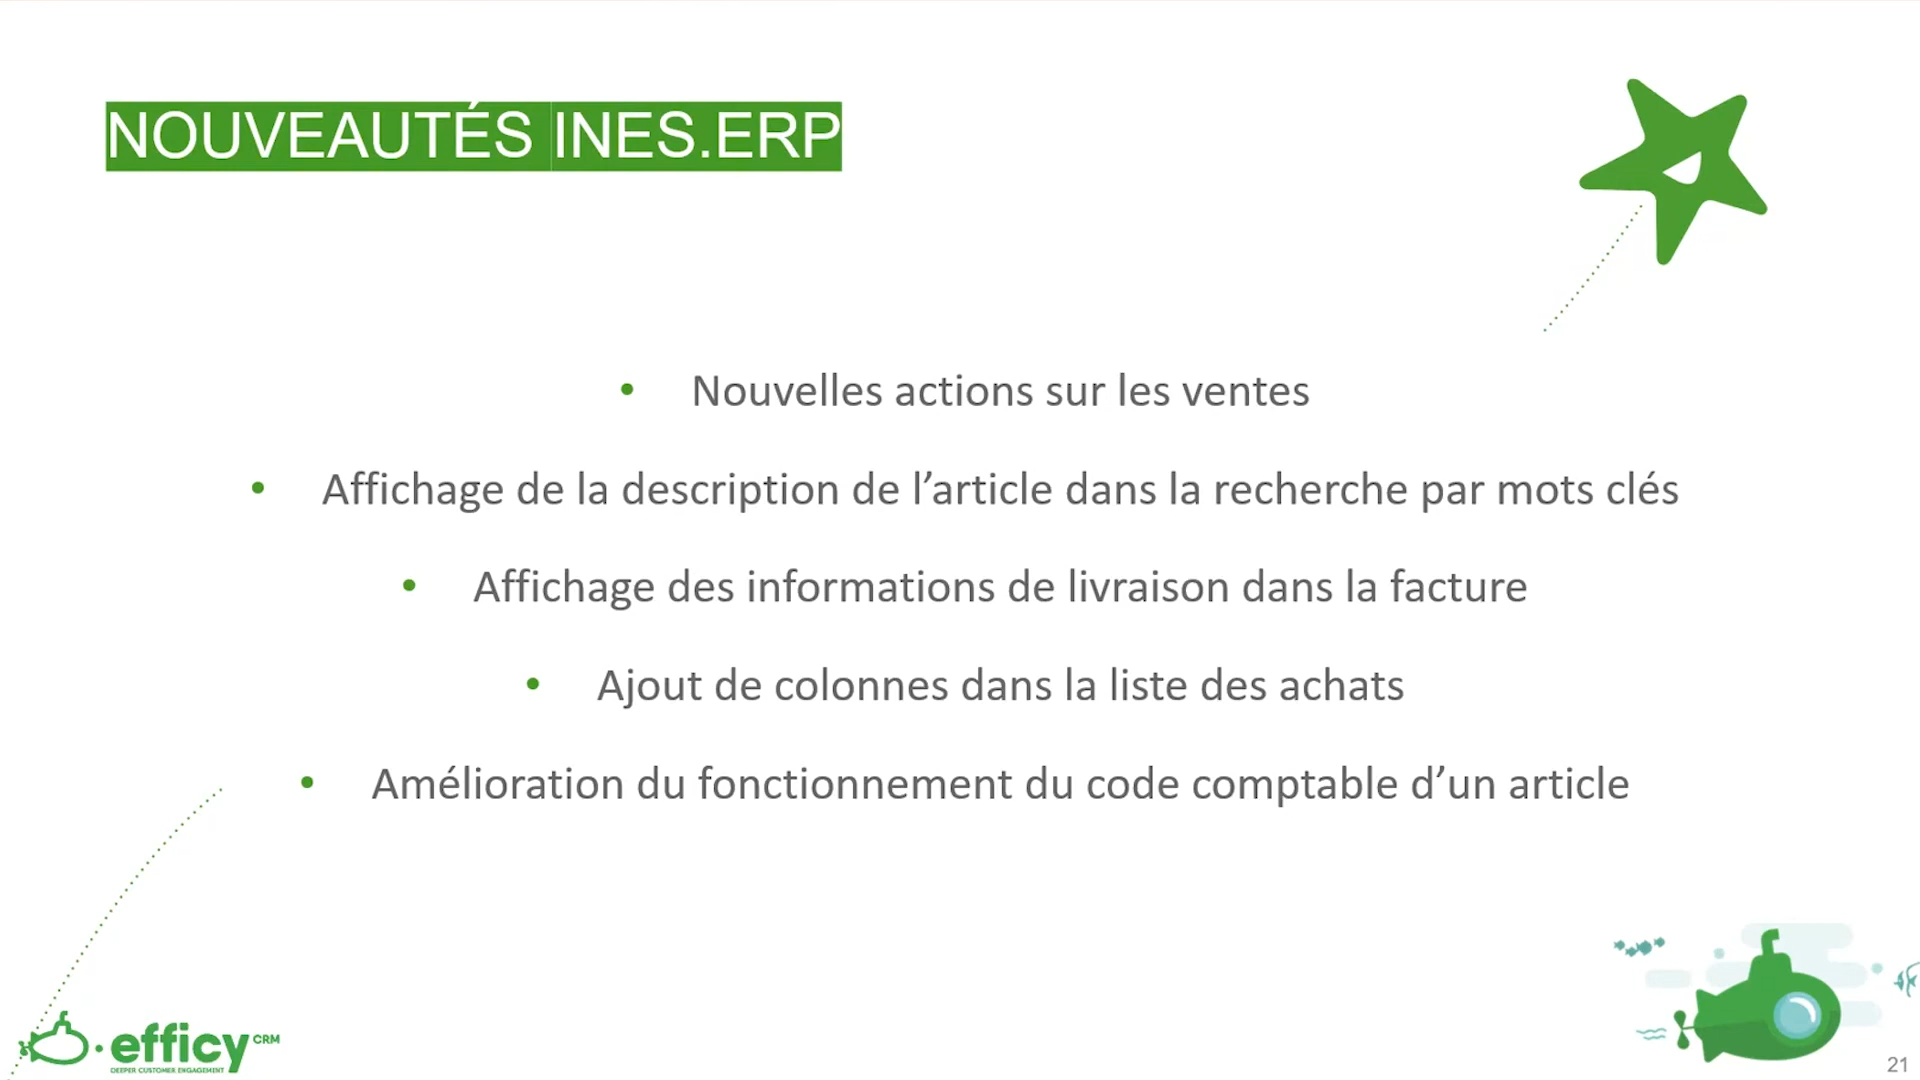 NOUVEAUTÉS INES.ERP
• Nouvelles actions sur les ventes
• Affichage de la description de l’article dans la recherche par mots clés
• Affichage des informations de livraison dans la facture
• Ajout de colonnes dans la liste des achats
• Amélioration du fonctionnement du code comptable d’un article
efficy CRM
DEEPER CUSTOMER ENGAGEMENT
21